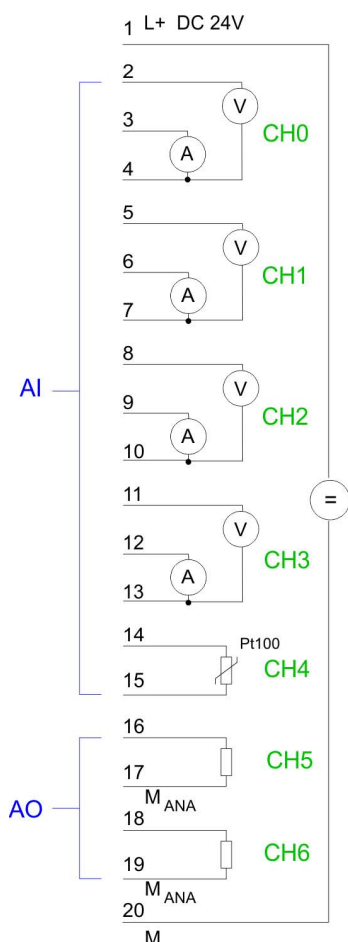 1 L+ DC 24V
2
V
3
CH0
A
4
5
V
6
CH1
A
7
8
V
AI
9
CH2
A
10
11
=
V
12
CH3
A
13
14
Pt100
CH4
15
16
CH5
17
M ANA
AO
18
CH6
19
M ANA
20
M